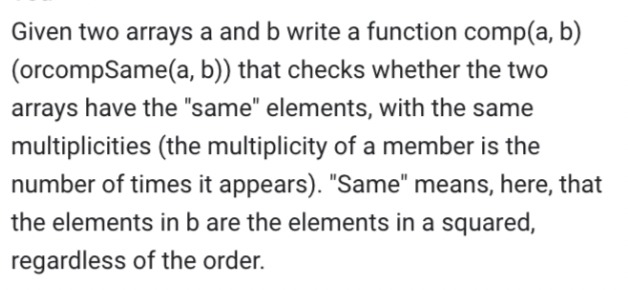 Given two arrays a and b write a function comp(a, b)
(orcompSame(a, b)) that checks whether the two
arrays have the "same" elements, with the same
multiplicities (the multiplicity of a member is the
number of times it appears). "Same" means, here, that
the elements in b are the elements in a squared,
regardless of the order.